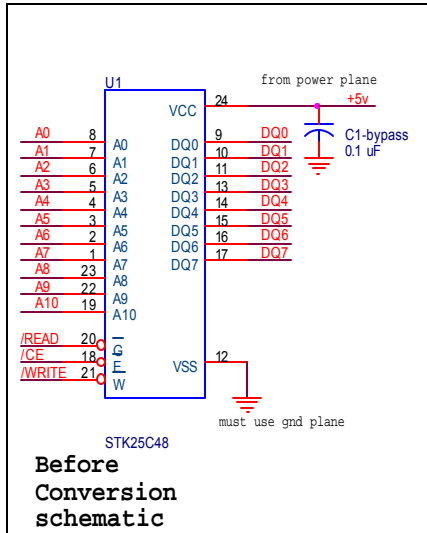 U1
from power plane
24
VCC
+5v
A0 8 A0 DQ0 9 DQ0
A1 7 A1 DQ1 10 DQ1
A2 6 A2 DQ2 11 DQ2
A3 5 A3 DQ3 13 DQ3
A4 4 A4 DQ4 14 DQ4
A5 3 A5 DQ5 15 DQ5
A6 2 A6 DQ6 16 DQ6
A7 1 A7 DQ7 17 DQ7
A8 23 A8
A9 22 A9
A10 19 A10
C1-bypass
0.1 uF
/READ 20 G
/CE 18 E
/WRITE 21 W
VSS 12
must use gnd plane
STK25C48
Before
Conversion
schematic